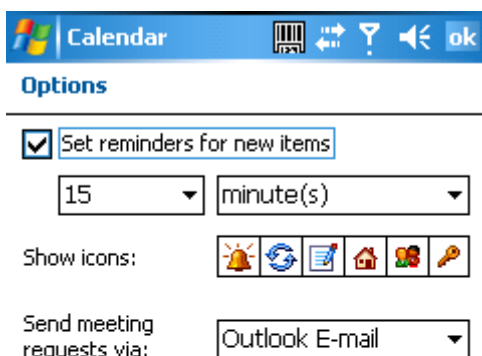 Calendar ok
Options
Set reminders for new items
15 minute(s)
Show icons:
Send meeting
requests via:
Outlook E-mail